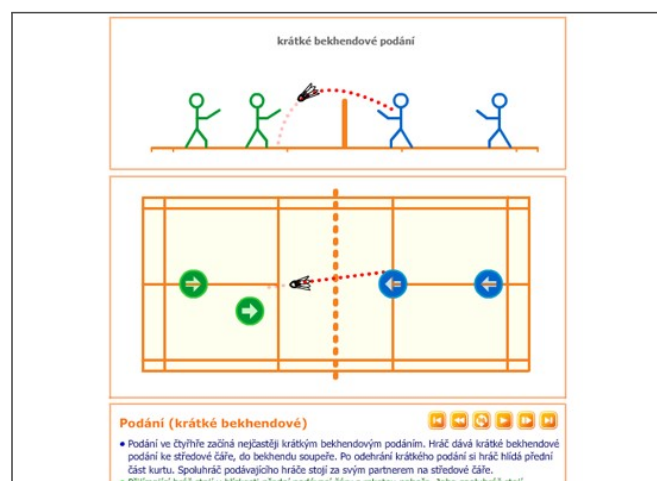 krátké bekhendové podání
Podání (krátké bekhendové)
• Podání ve čtyřhře začíná nejčastěji krátkým bekhendovým podáním. Hráč dává krátké bekhendové
podání ke středové čáře, do bekhendu soupeře. Po odehrání krátkého podání si hráč hlídá přední
část kurtu. Spoluhráč podávajícího hráče stojí za svým partnerem na středové čáře.